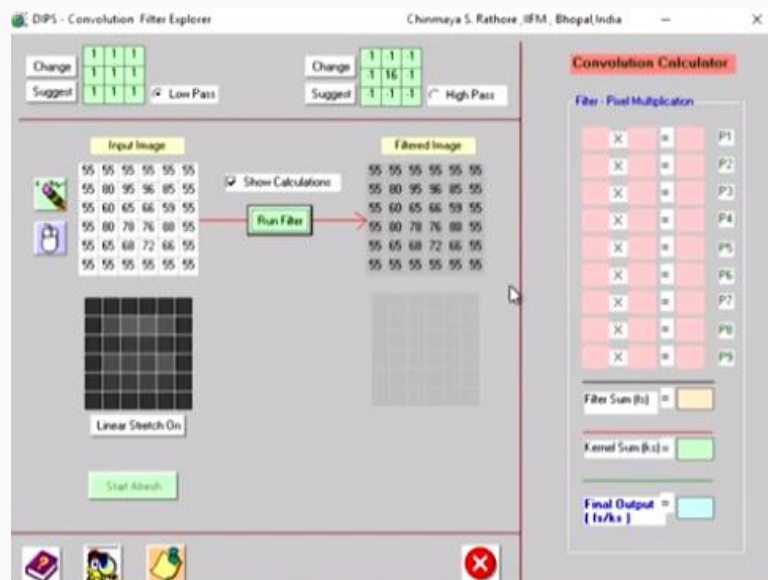 DIPS - Convolution Filter Explorer
Chinmaya S. Rathore ,IIFM , Bhopal,India
Change
Suggest
1 1 1
1 1 1
1 1 1
Low Pass
Change
Suggest
-1 -1 -1
-1 16 -1
-1 -1 -1
High Pass
Input Image
55 55 55 55 55 55
55 80 95 96 85 55
55 60 65 66 59 55
55 80 78 76 88 55
55 65 68 72 66 55
55 55 55 55 55 55
Show Calculations
Run Filter
Filtered Image
55 55 55 55 55 55
55 80 95 96 85 55
55 60 65 66 59 55
55 80 78 76 88 55
55 65 68 72 66 55
55 55 55 55 55 55
Linear Stretch On
Start Afresh
Convolution Calculator
Filter - Pixel Multiplication
X = P1
X = P2
X = P3
X = P4
X = P5
X = P6
X = P7
X = P8
X = P9
Filter Sum (fs) =
Kernel Sum (ks) =
Final Output =
( fs/ks )